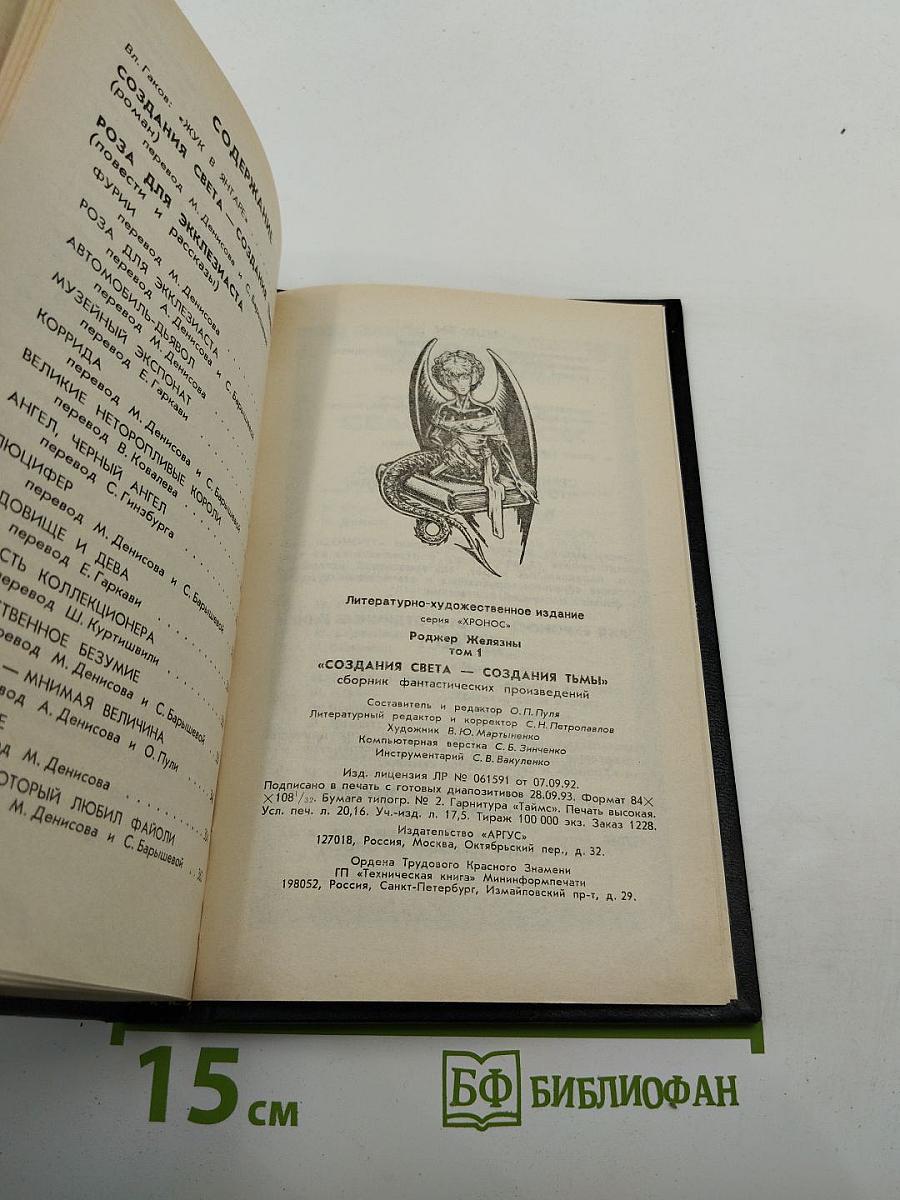 СОДЕРЖАНИЕ
Вл. Гаков: «ЖУК В ЯНТАРЕ»
СОЗДАНИЯ СВЕТА — СОЗДАНИЯ
(роман) перевод М. Денисова и С. Барышевой
РОЗА ДЛЯ ЭККЛЕЗИАСТА
(повести и рассказы)
ФУРИИ
перевод М. Денисова
РОЗА ДЛЯ ЭККЛЕЗИАСТА
перевод А. Денисова и С. Барышевой
АВТОМОБИЛЬ-ДЬЯВОЛ
перевод М. Денисова
МУЗЕЙНЫЙ ЭКСПОНАТ
перевод Е. Гаркави
КОРРИДА
перевод М. Денисова и С. Барышевой
ВЕЛИКИЕ НЕТОРОПЛИВЫЕ КОРОЛИ
перевод В. Ковалева
АНГЕЛ, ЧЕРНЫЙ АНГЕЛ
перевод С. Гинзбурга
ЛЮЦИФЕР
перевод М. Денисова и С. Барышевой
ДОВИЩЕ И ДЕВА
перевод Е. Гаркави
СТЬ КОЛЛЕКЦИОНЕРА
перевод Ш. Куртишвили
СТВЕННОЕ БЕЗУМИЕ
евод М. Денисова и С. Барышевой
— МНИМАЯ ВЕЛИЧИНА
вод А. Денисова и О. Пули
Е
од М. Денисова
ОТОРЫЙ ЛЮБИЛ ФАЙОЛИ
М. Денисова и С. Барышевой
Литературно-художественное издание
серия «ХРОНОС»
Роджер Желязны
том 1
«СОЗДАНИЯ СВЕТА — СОЗДАНИЯ ТЬМЫ»
сборник фантастических произведений
Составитель и редактор О. П. Пуля
Литературный редактор и корректор С. Н. Петропавлов
Художник В. Ю. Мартыненко
Компьютерная верстка С. Б. Зинченко
Инструментарий С. В. Вакуленко
Изд. лицензия ЛР № 061591 от 07.09.92.
Подписано в печать с готовых диапозитивов 28.09.93. Формат 84×
×108¹/₃₂. Бумага типогр. № 2. Гарнитура «Таймс». Печать высокая.
Усл. печ. л. 20,16. Уч.-изд. л. 17,5. Тираж 100 000 экз. Заказ 1228.
Издательство «АРГУС»
127018, Россия, Москва, Октябрьский пер., д. 32.
Ордена Трудового Красного Знамени
ГП «Техническая книга» Мининформпечати
198052, Россия, Санкт-Петербург, Измайловский пр-т, д. 29.
15 см
БФ БИБЛИОФАН